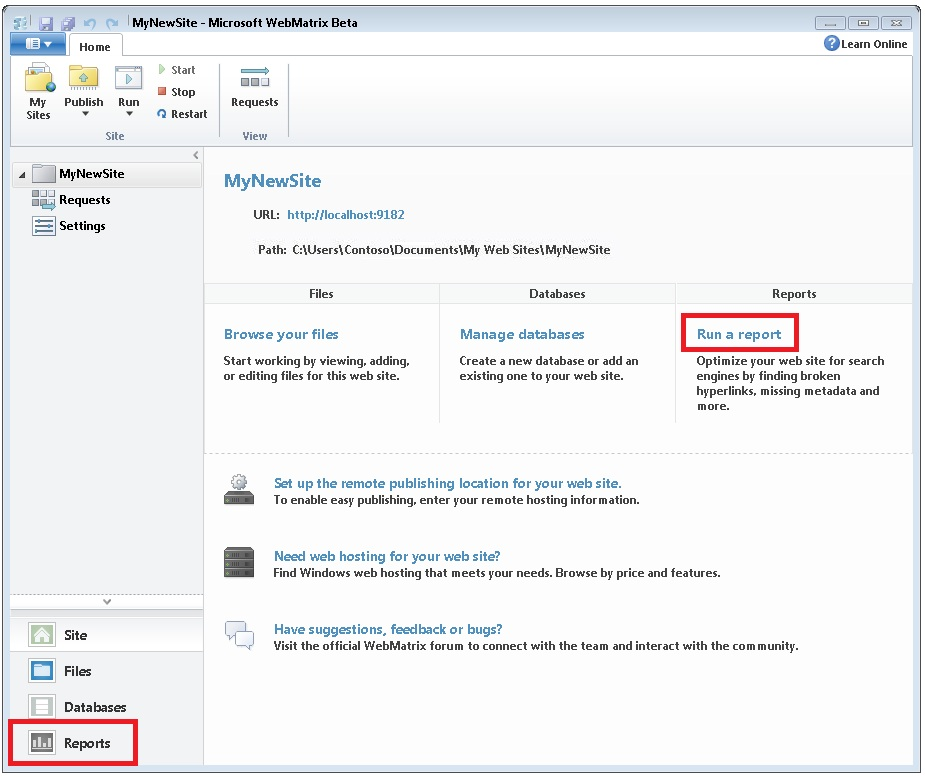 MyNewSite - Microsoft WebMatrix Beta
Home
Learn Online
My Sites
Publish
Run
Start
Stop
Restart
Requests
Site
View
MyNewSite
Requests
Settings
MyNewSite
URL: http://localhost:9182
Path: C:\Users\Contoso\Documents\My Web Sites\MyNewSite
Files
Databases
Reports
Browse your files
Start working by viewing, adding,
or editing files for this web site.
Manage databases
Create a new database or add an
existing one to your web site.
Run a report
Optimize your web site for search
engines by finding broken
hyperlinks, missing metadata and
more.
Set up the remote publishing location for your web site.
To enable easy publishing, enter your remote hosting information.
Need web hosting for your web site?
Find Windows web hosting that meets your needs. Browse by price and features.
Have suggestions, feedback or bugs?
Visit the official WebMatrix forum to connect with the team and interact with the community.
Site
Files
Databases
Reports